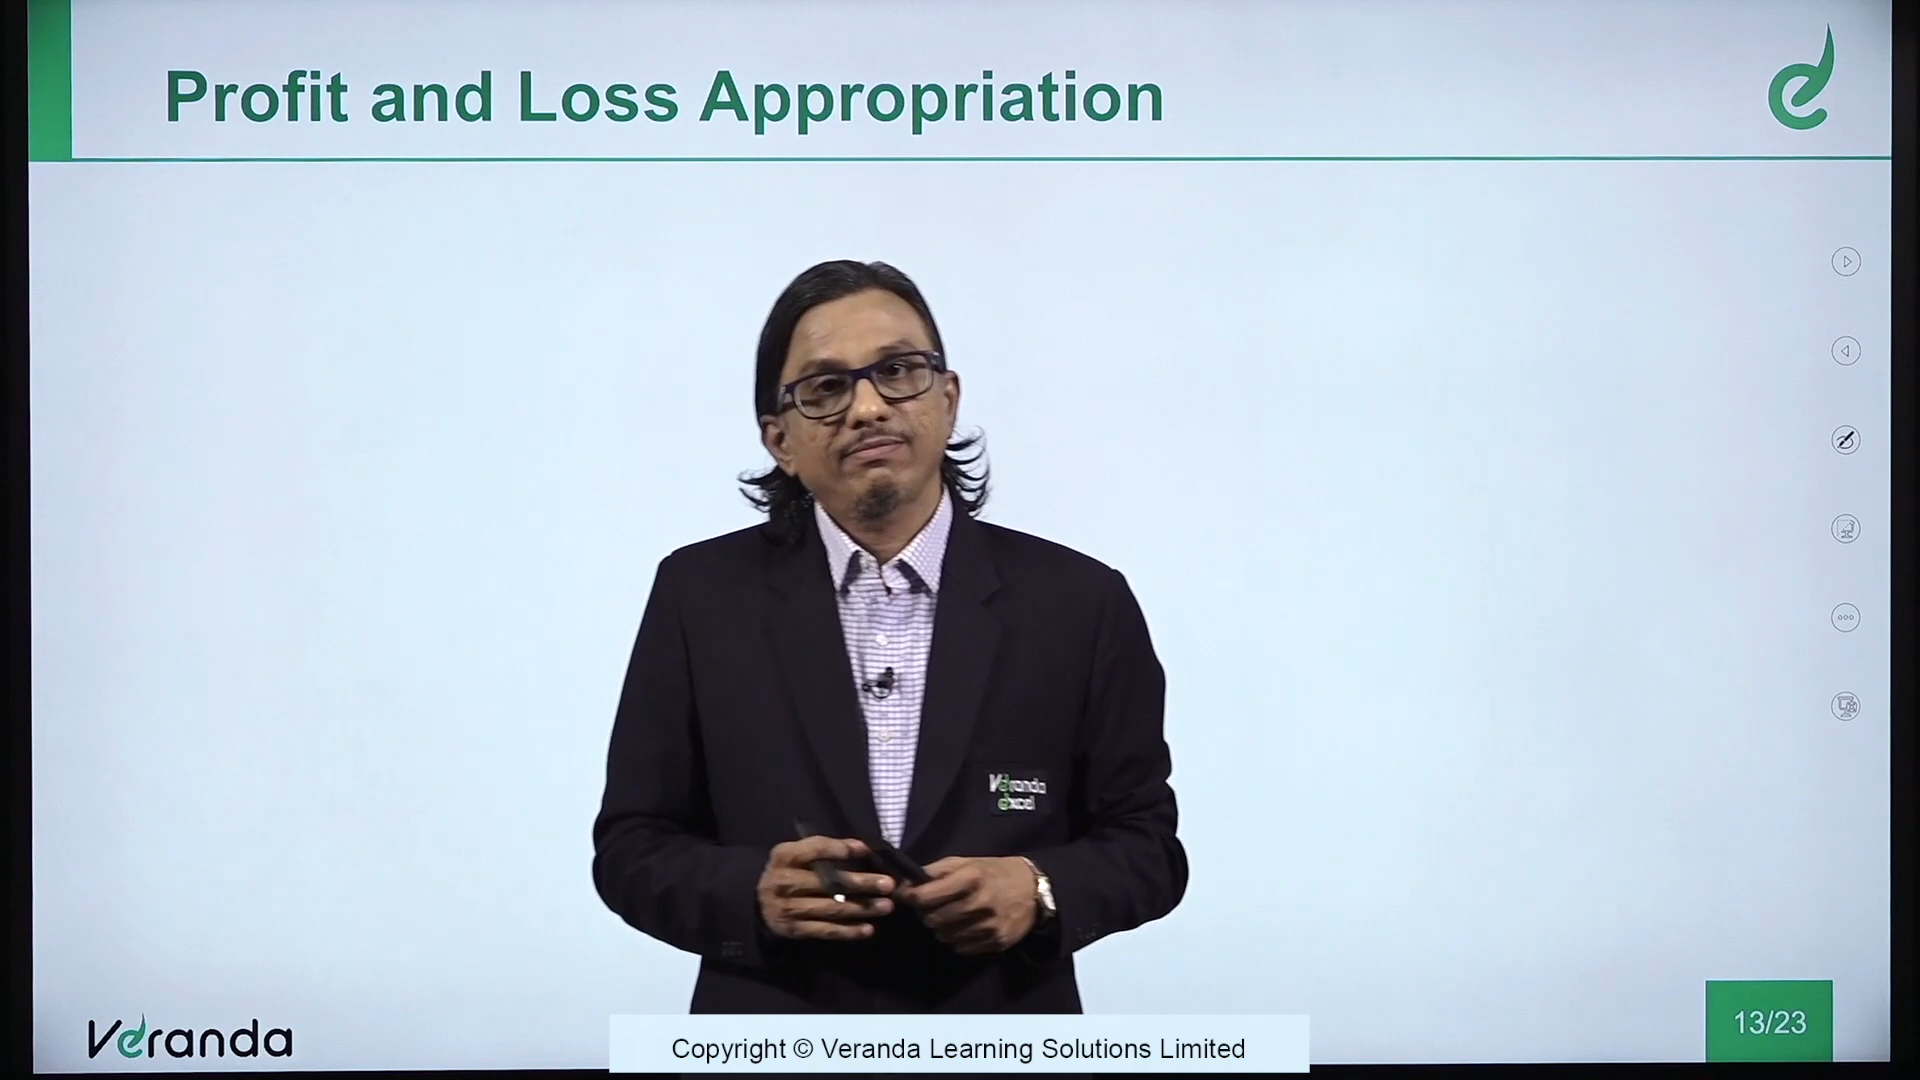 Profit and Loss Appropriation
Veranda
excel
Veranda
13/23
Copyright © Veranda Learning Solutions Limited